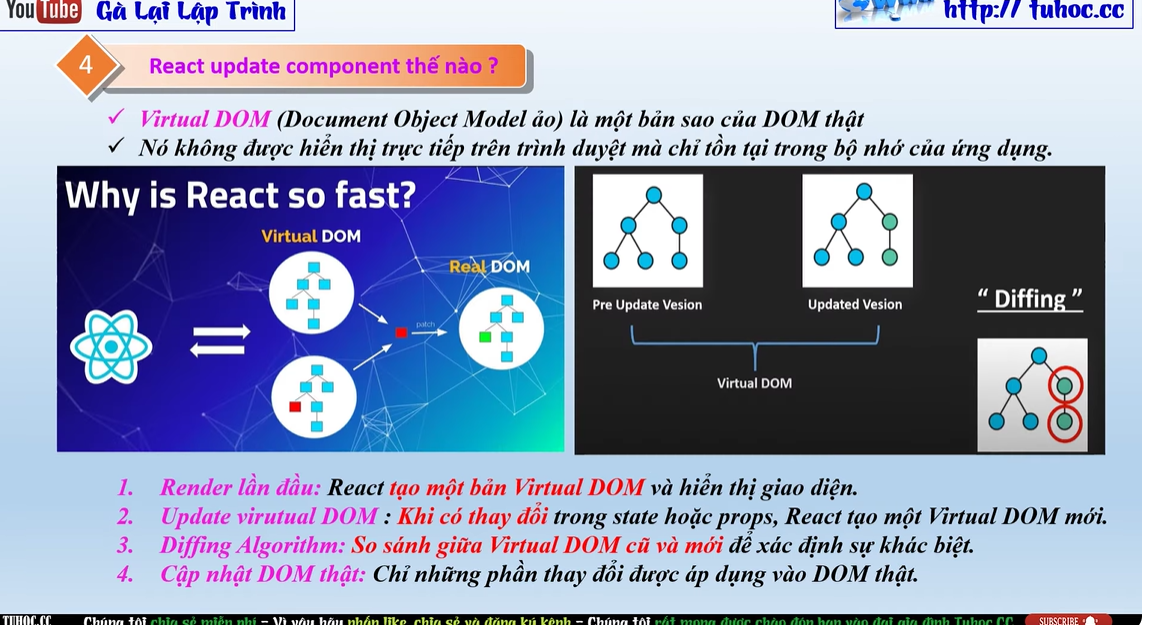 YouTube Gà Lại Lập Trình
http:// tuhoc.cc
4 React update component thế nào ?
✓ Virtual DOM (Document Object Model ảo) là một bản sao của DOM thật
✓ Nó không được hiển thị trực tiếp trên trình duyệt mà chỉ tồn tại trong bộ nhớ của ứng dụng.
Why is React so fast?
Virtual DOM
Real DOM
patch
Pre Update Vesion
Updated Vesion
Virtual DOM
“ Diffing ”
1. Render lần đầu: React tạo một bản Virtual DOM và hiển thị giao diện.
2. Update virutual DOM : Khi có thay đổi trong state hoặc props, React tạo một Virtual DOM mới.
3. Diffing Algorithm: So sánh giữa Virtual DOM cũ và mới để xác định sự khác biệt.
4. Cập nhật DOM thật: Chỉ những phần thay đổi được áp dụng vào DOM thật.
TUHOC.CC Chúng tôi chia sẻ miễn phí - Vì vậy hãy nhấn like, chia sẻ và đăng ký kênh - Chúng tôi rất mong được chào đón bạn vào đại gia đình Tuhoc.CC SUBSCRIBE